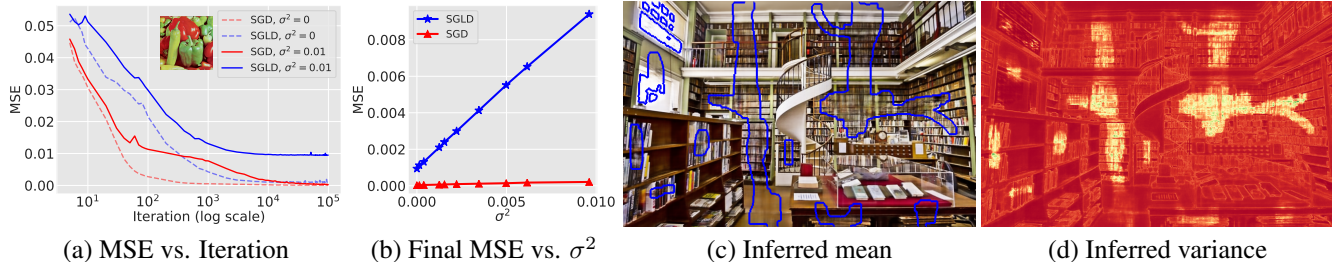 0.05
0.04
0.03
0.02
0.01
0.00
MSE
SGD, σ² = 0
SGLD, σ² = 0
SGD, σ² = 0.01
SGLD, σ² = 0.01
10¹
10²
10³
10⁴
10⁵
Iteration (log scale)
(a) MSE vs. Iteration
0.008
0.006
0.004
0.002
0.000
MSE
SGLD
SGD
0.000
0.005
0.010
σ²
(b) Final MSE vs. σ²
(c) Inferred mean
(d) Inferred variance